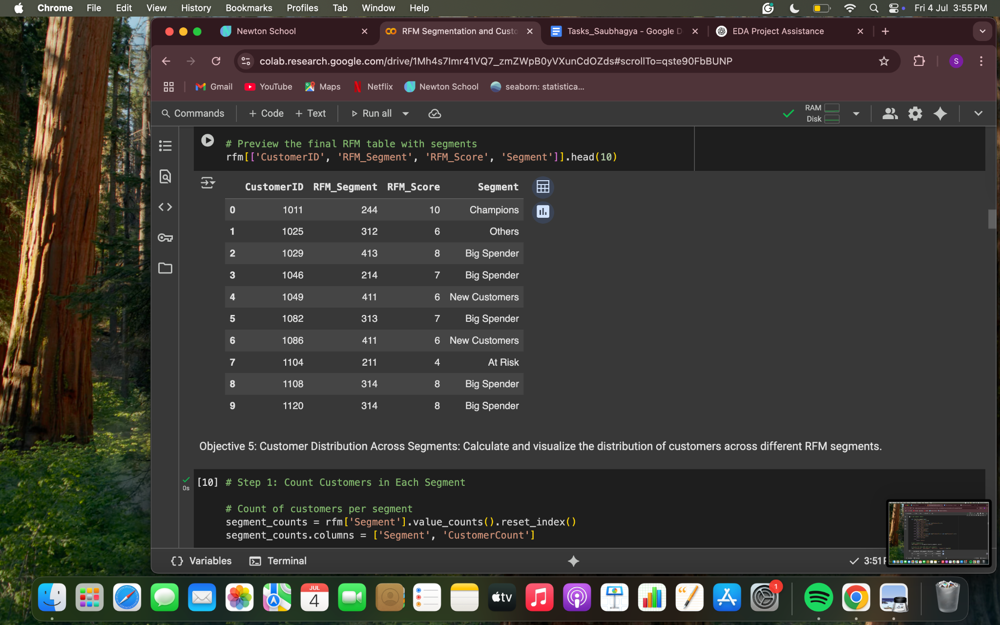 Chrome File Edit View History Bookmarks Profiles Tab Window Help Fri 4 Jul 3:55 PM
Newton School RFM Segmentation and Custo Tasks_Saubhagya - Google D EDA Project Assistance
colab.research.google.com/drive/1Mh4s7lmr41VQ7_zmZWpB0yVXunCdOZds#scrollTo=qste90FbBUNP S
Gmail YouTube Maps Netflix Newton School seaborn: statistica...
Commands + Code + Text Run all RAM
Disk
# Preview the final RFM table with segments
rfm[['CustomerID', 'RFM_Segment', 'RFM_Score', 'Segment']].head(10)
CustomerID RFM_Segment RFM_Score Segment
0 1011 244 10 Champions
1 1025 312 6 Others
2 1029 413 8 Big Spender
3 1046 214 7 Big Spender
4 1049 411 6 New Customers
5 1082 313 7 Big Spender
6 1086 411 6 New Customers
7 1104 211 4 At Risk
8 1108 314 8 Big Spender
9 1120 314 8 Big Spender
Objective 5: Customer Distribution Across Segments: Calculate and visualize the distribution of customers across different RFM segments.
[10] # Step 1: Count Customers in Each Segment
0s
# Count of customers per segment
segment_counts = rfm['Segment'].value_counts().reset_index()
segment_counts.columns = ['Segment', 'CustomerCount']
{} Variables Terminal 3:51
JUL
4
tv
1